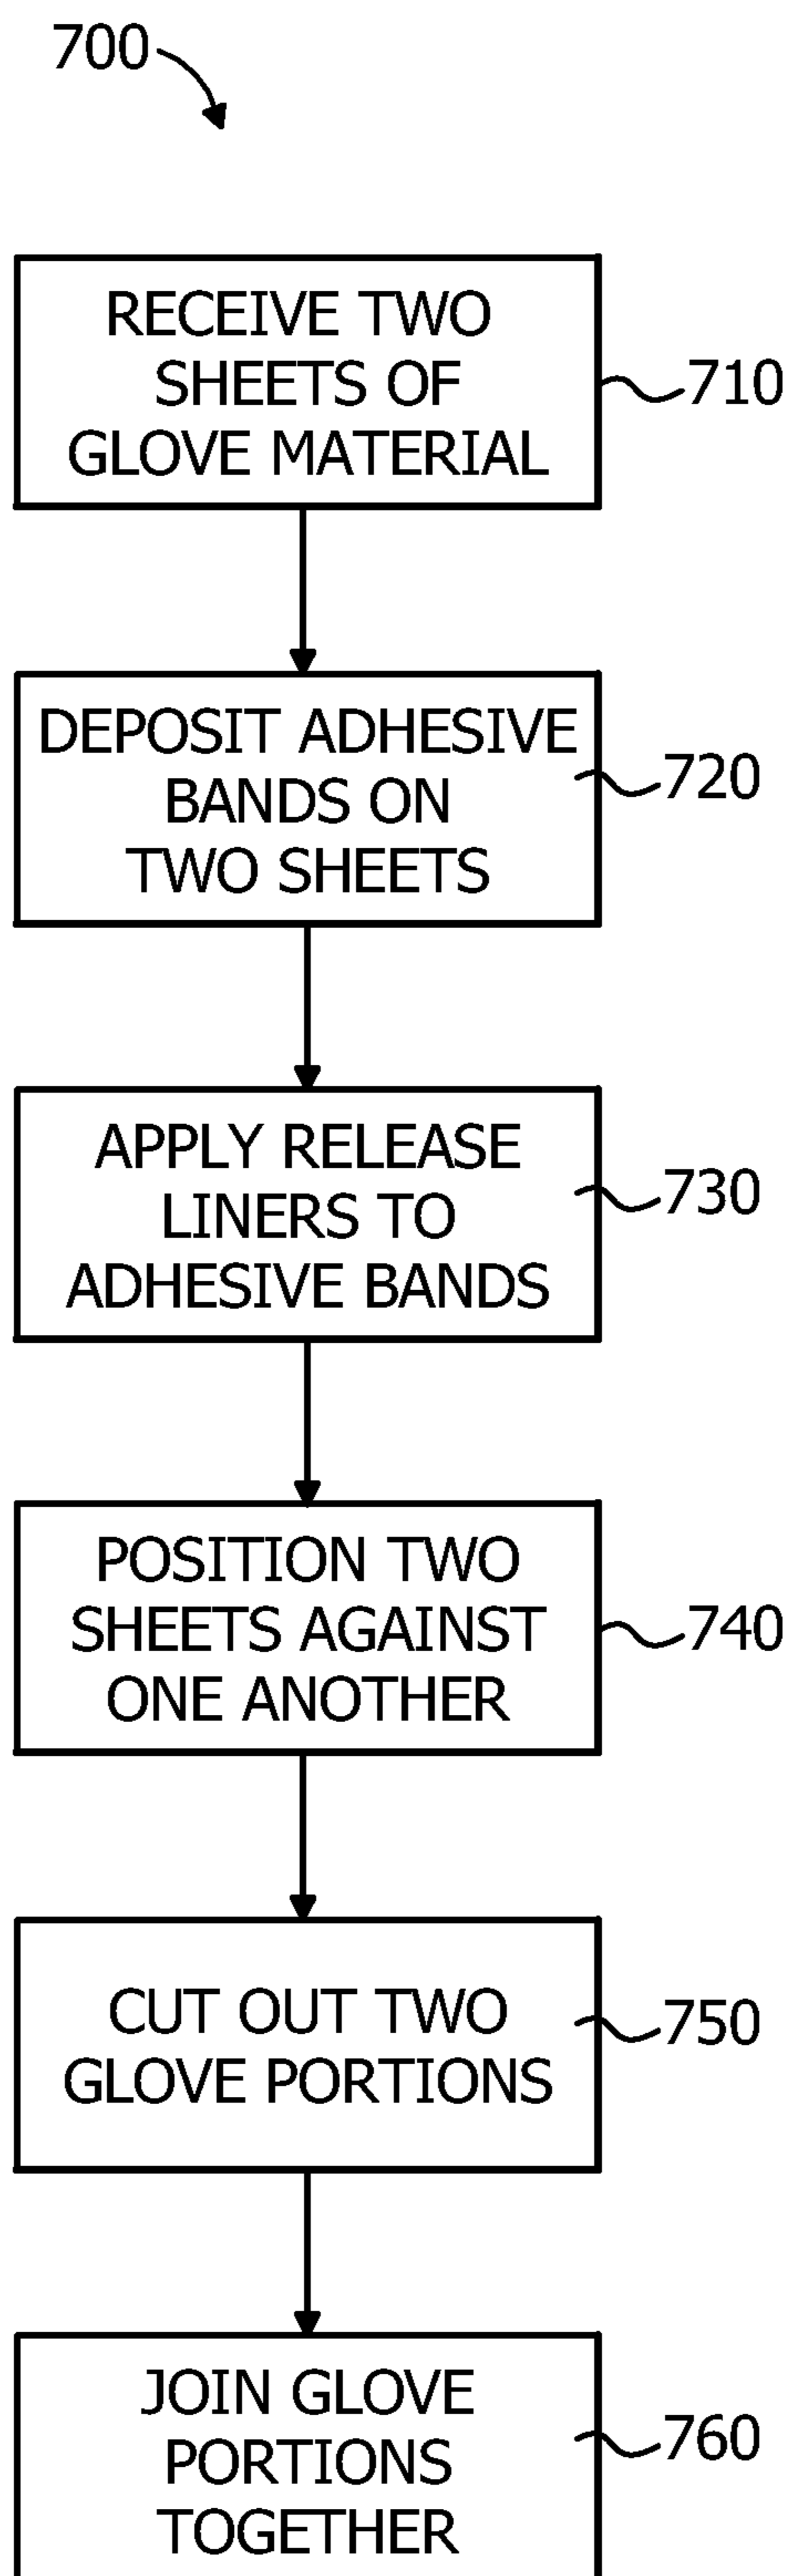 700
RECEIVE TWO
SHEETS OF
GLOVE MATERIAL
710
DEPOSIT ADHESIVE
BANDS ON
TWO SHEETS
720
APPLY RELEASE
LINERS TO
ADHESIVE BANDS
730
POSITION TWO
SHEETS AGAINST
ONE ANOTHER
740
CUT OUT TWO
GLOVE PORTIONS
750
JOIN GLOVE
PORTIONS
TOGETHER
760